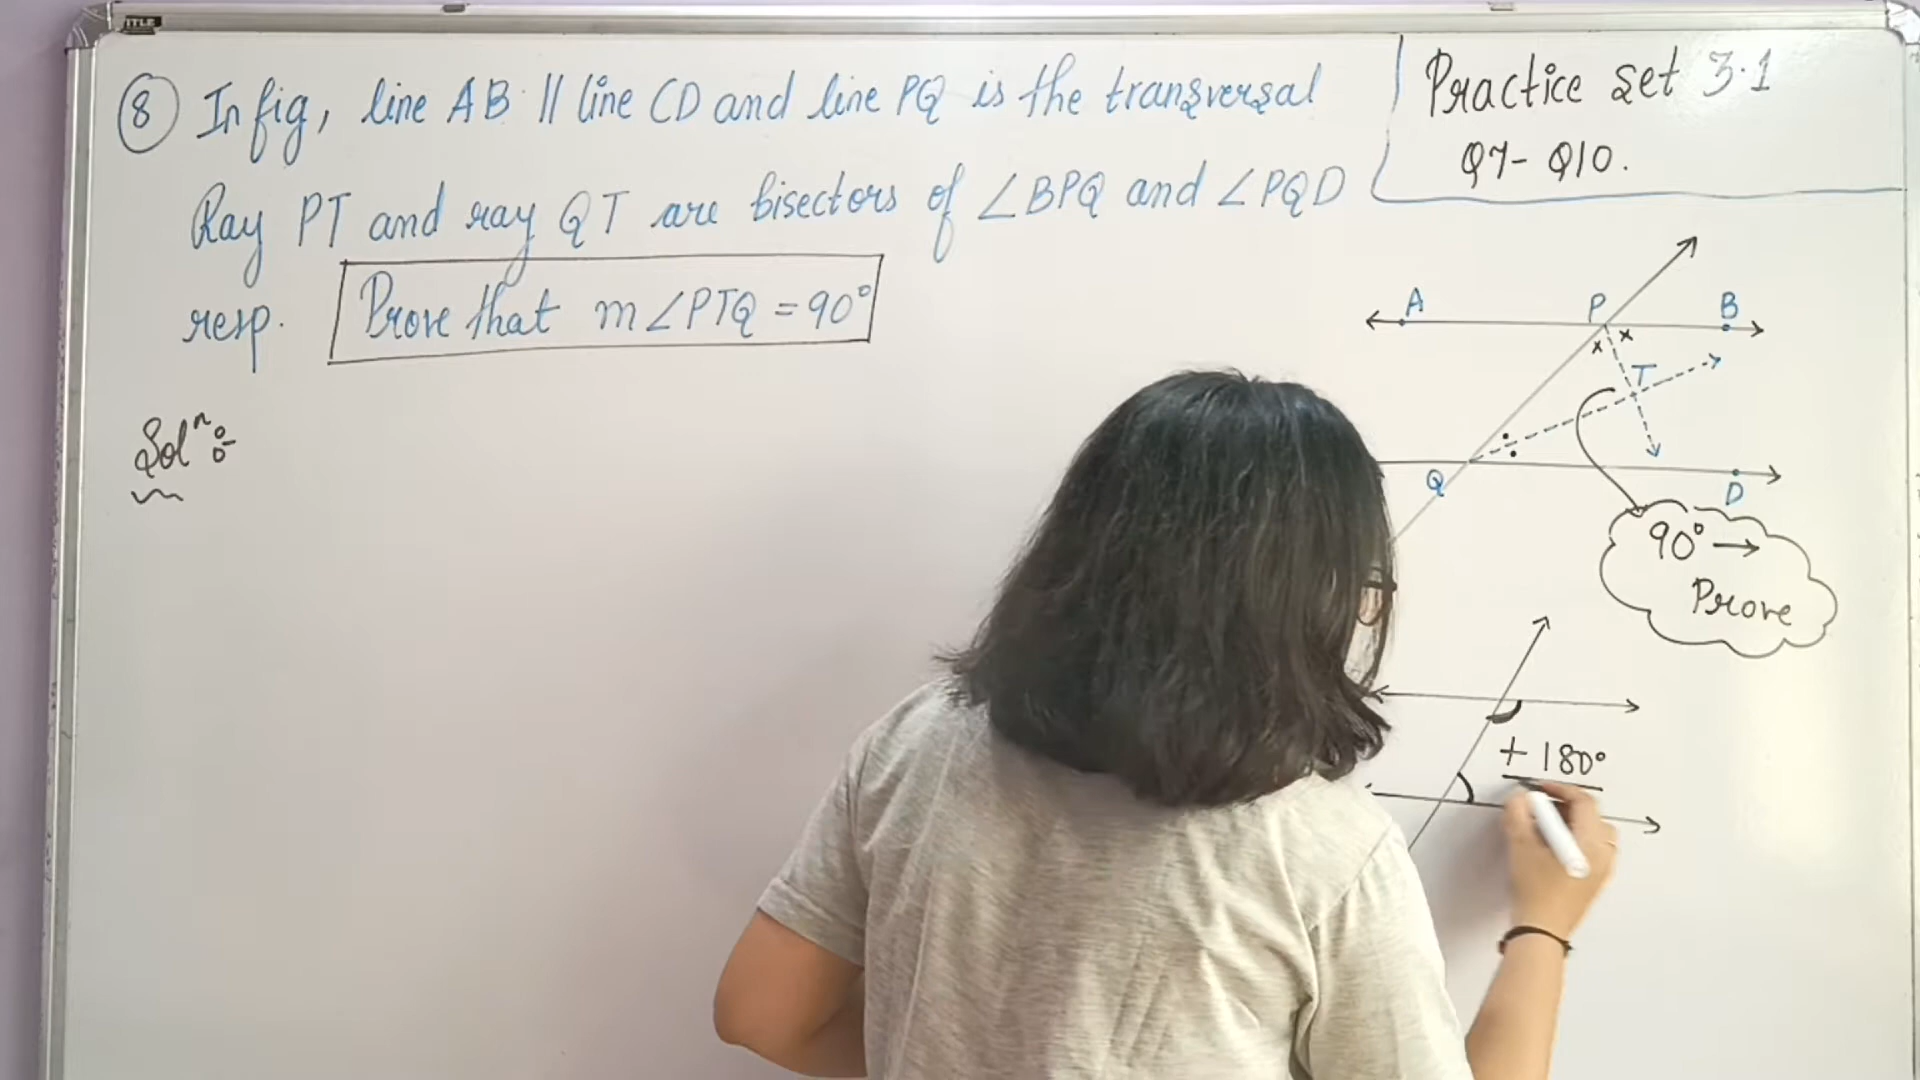 ITLE
8 In fig, line AB || line CD and line PQ is the transversal
Ray PT and ray QT are bisectors of ∠BPQ and ∠PQD
resp. Prove that m∠PTQ = 90°
Practice set 3.1
Q7- Q10.
Solⁿ:-
A P B
x x
T
Q D
90° →
Prove
+ 180°